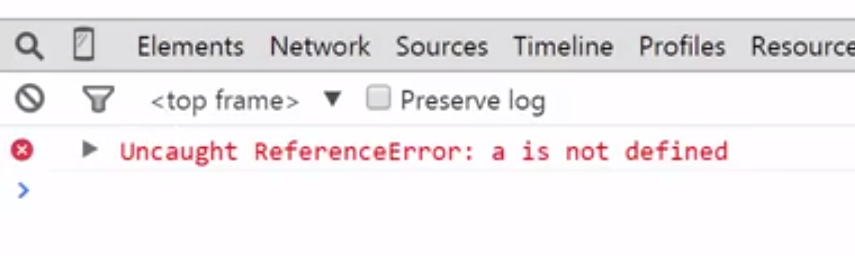 Elements Network Sources Timeline Profiles Resource
<top frame> ▼ Preserve log
Uncaught ReferenceError: a is not defined